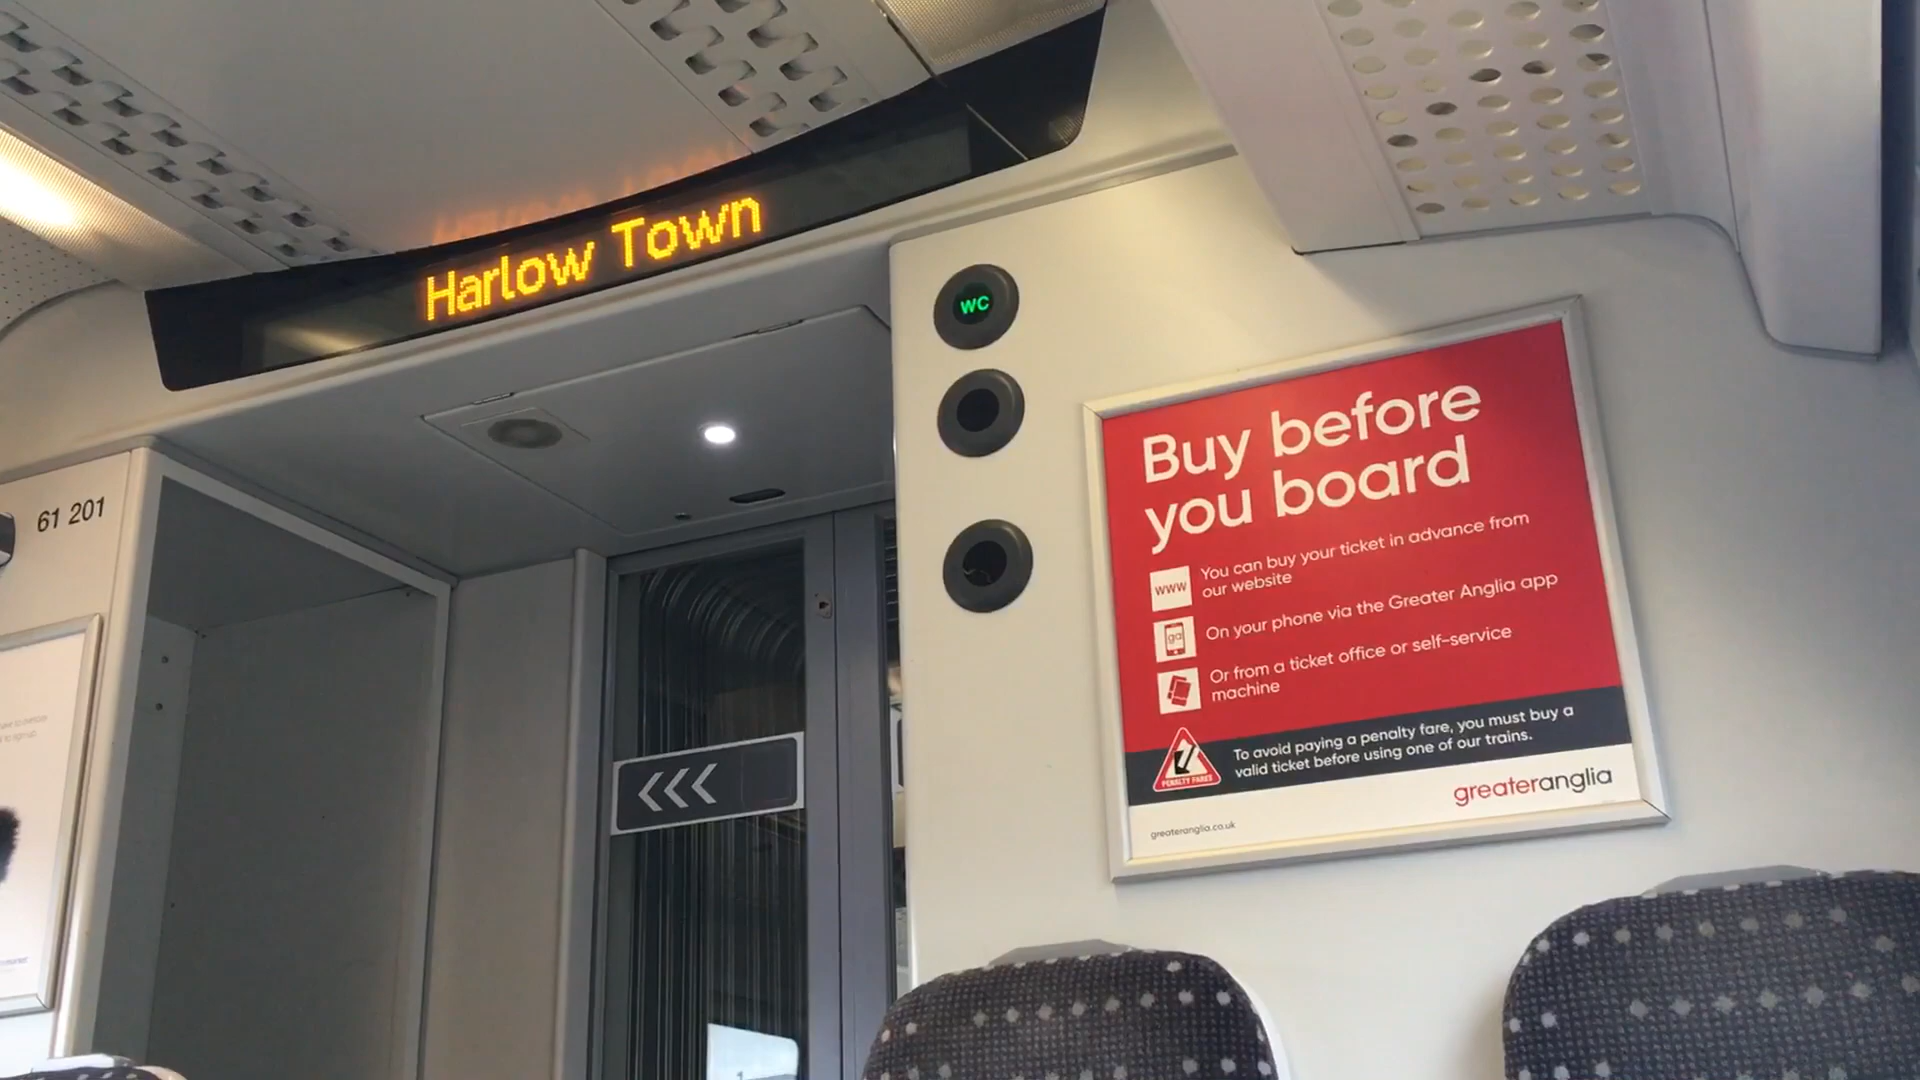 Harlow Town
WC
61 201
Buy before
you board
www
You can buy your ticket in advance from
our website
ga
On your phone via the Greater Anglia app
Or from a ticket office or self-service
machine
PENALTY FARES
To avoid paying a penalty fare, you must buy a
valid ticket before using one of our trains.
greateranglia
greateranglia.co.uk